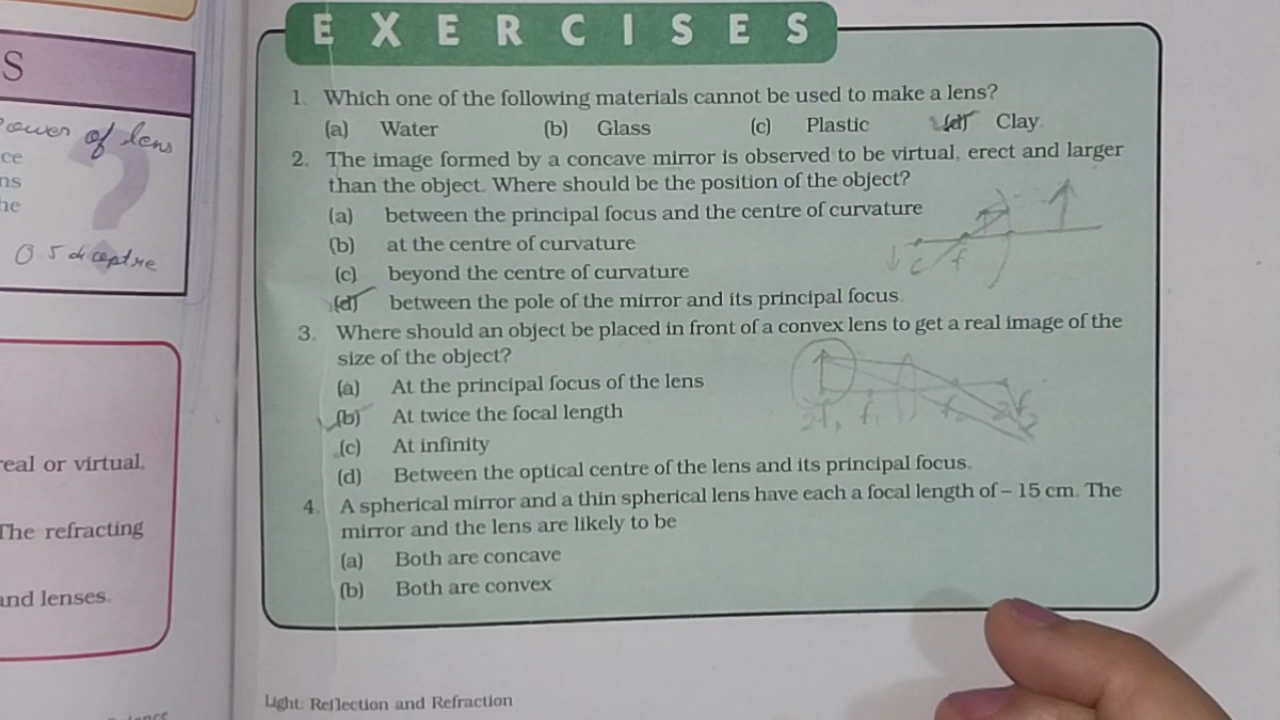 S
Power of lens
ce
ns
he
0 5 dioptre
real or virtual.
The refracting
and lenses.
EXERCISES
1. Which one of the following materials cannot be used to make a lens?
(a) Water (b) Glass (c) Plastic (d) Clay
2. The image formed by a concave mirror is observed to be virtual, erect and larger
than the object. Where should be the position of the object?
(a) between the principal focus and the centre of curvature
(b) at the centre of curvature
(c) beyond the centre of curvature
(d) between the pole of the mirror and its principal focus.
C f
3. Where should an object be placed in front of a convex lens to get a real image of the
size of the object?
(a) At the principal focus of the lens
(b) At twice the focal length
(c) At infinity
(d) Between the optical centre of the lens and its principal focus.
2f₁ f₁ f₂ 2f₂
4. A spherical mirror and a thin spherical lens have each a focal length of – 15 cm. The
mirror and the lens are likely to be
(a) Both are concave
(b) Both are convex
Light: Reflection and Refraction